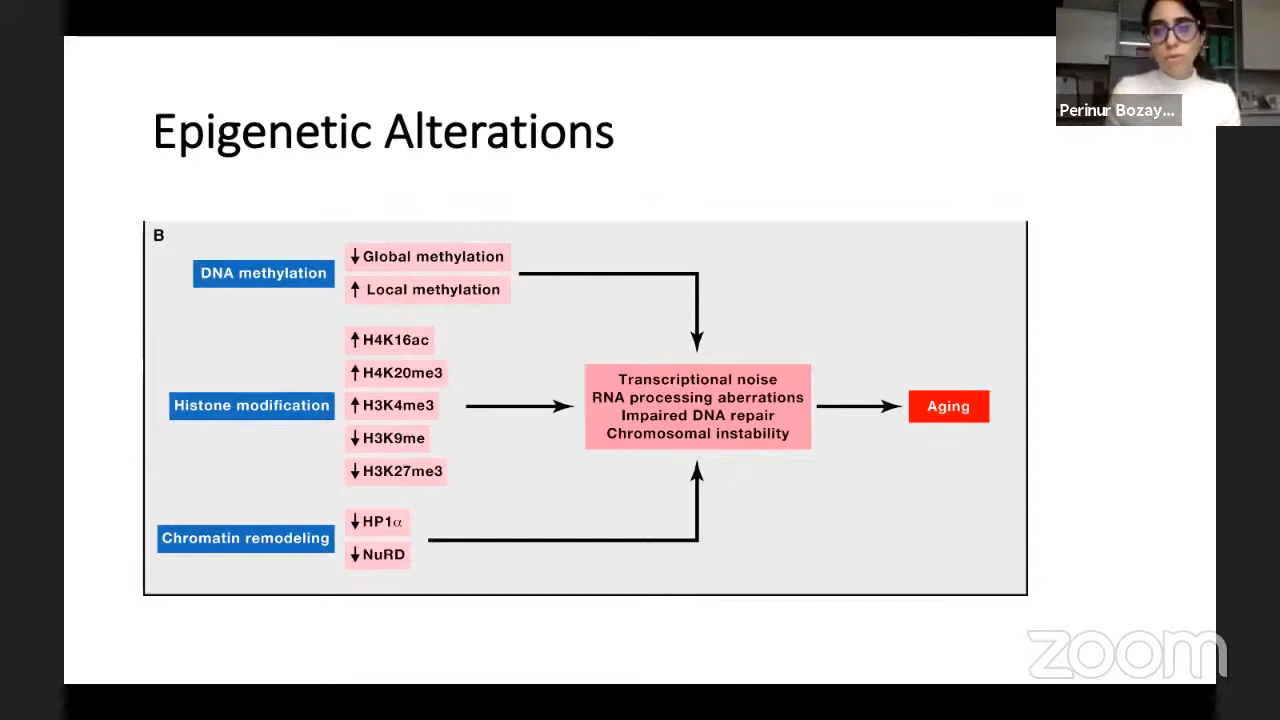 Perinur Bozay...
Epigenetic Alterations
B
DNA methylation
↓ Global methylation
↑ Local methylation
Histone modification
↑ H4K16ac
↑ H4K20me3
↑ H3K4me3
↓ H3K9me
↓ H3K27me3
Chromatin remodeling
↓ HP1α
↓ NuRD
Transcriptional noise
RNA processing aberrations
Impaired DNA repair
Chromosomal instability
Aging
zoom